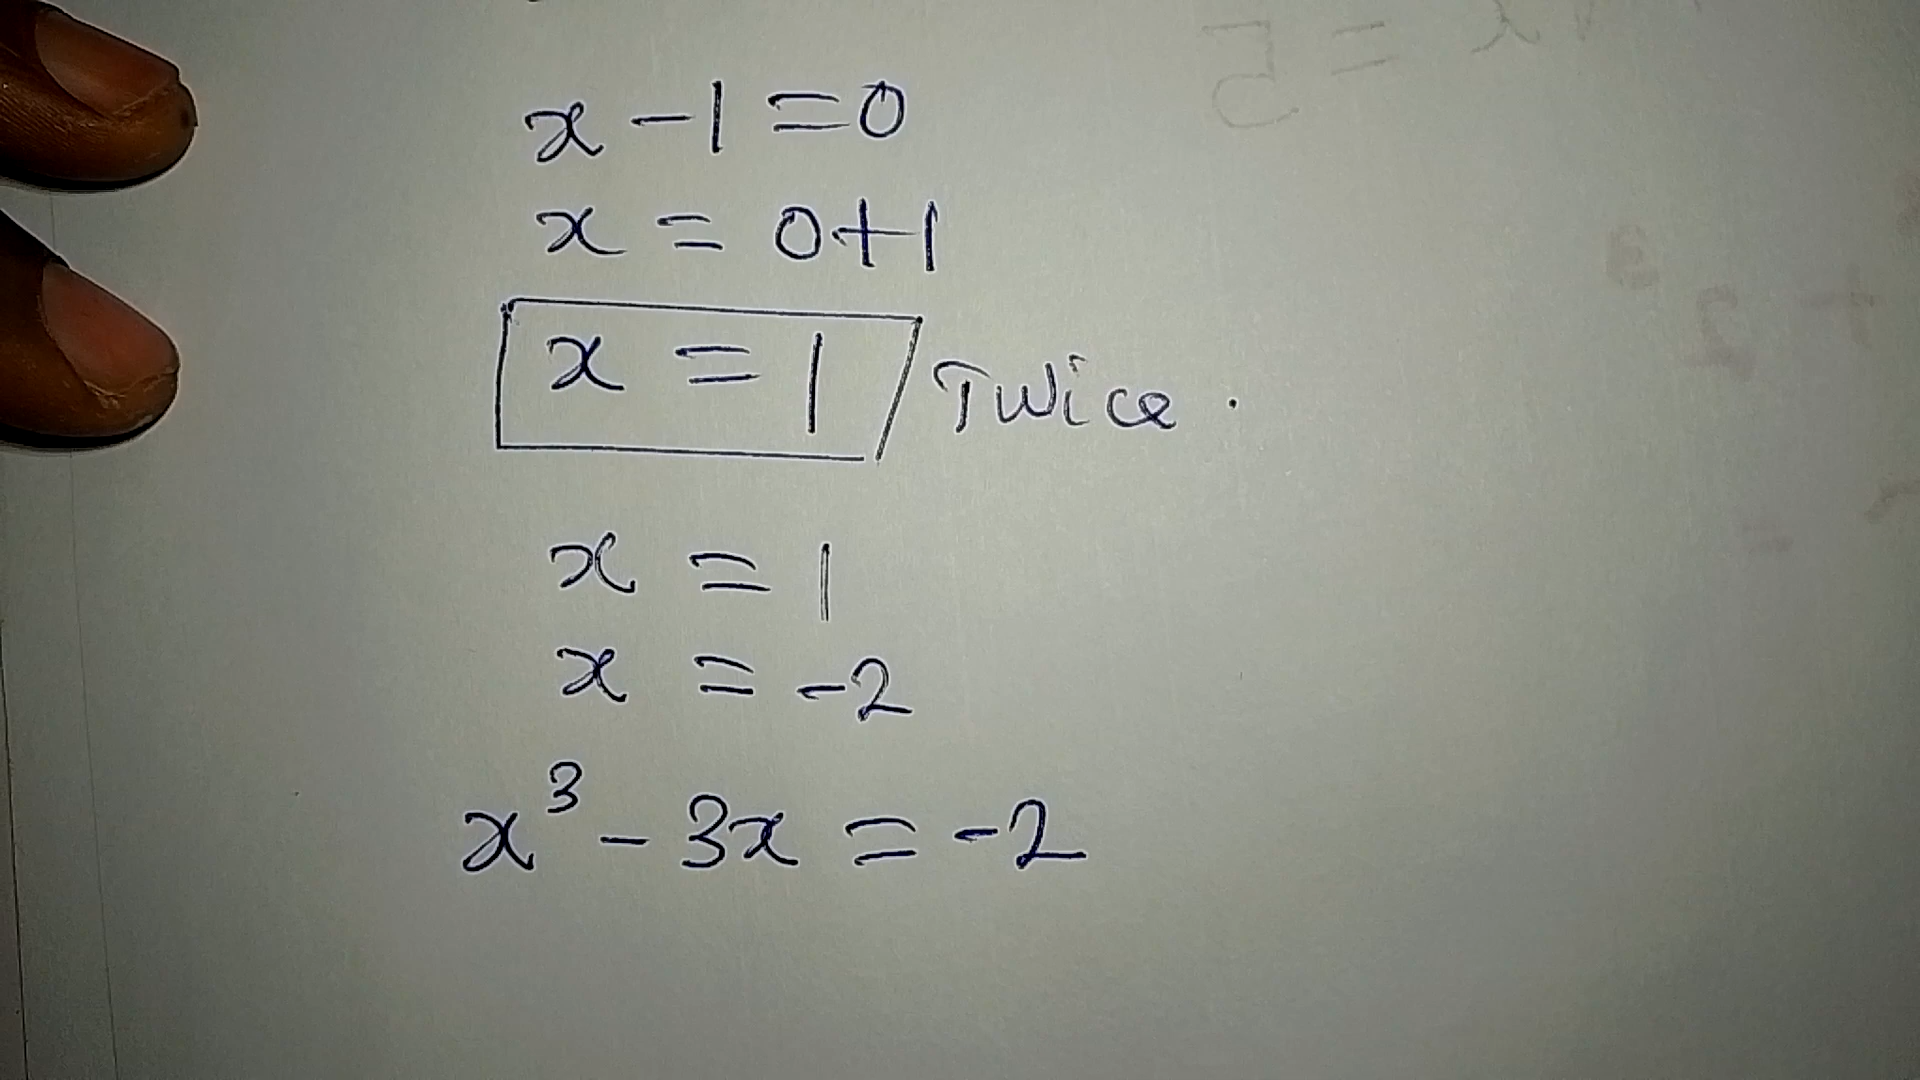 x - 1 = 0
x = 0+1
x = 1 Twice.
x = 1
x = -2
x³ - 3x = -2